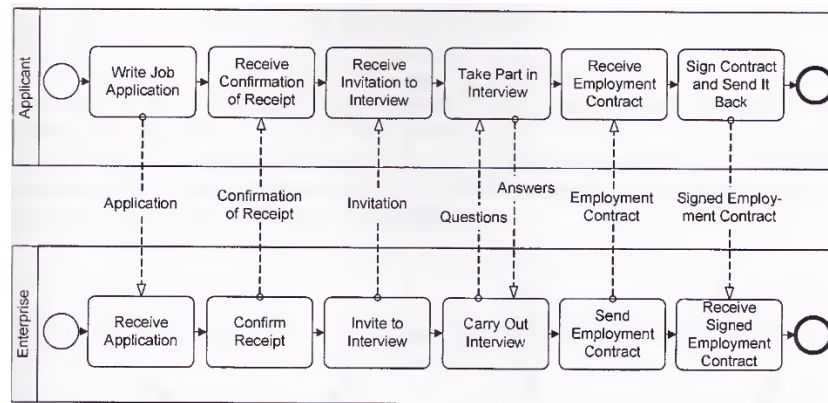 Applicant
Write Job
Application
Receive
Confirmation
of Receipt
Receive
Invitation to
Interview
Take Part in
Interview
Receive
Employment
Contract
Sign Contract
and Send It
Back
Application
Confirmation
of Receipt
Invitation
Questions
Answers
Employment
Contract
Signed Employ-
ment Contract
Enterprise
Receive
Application
Confirm
Receipt
Invite to
Interview
Carry Out
Interview
Send
Employment
Contract
Receive
Signed
Employment
Contract